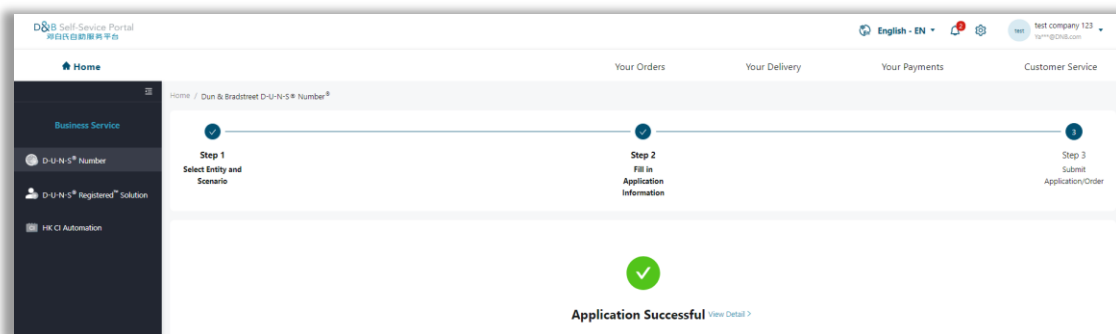 D&B Self-Sevice Portal
邓白氏自助服务平台
English - EN
2
test
test company 123
Ya***@DNB.com
Home
Your Orders
Your Delivery
Your Payments
Customer Service
Home / Dun & Bradstreet D-U-N-S® Number®
Business Service
D-U-N-S® Number
D-U-N-S® Registered™ Solution
CI HK CI Automation
Step 1
Select Entity and
Scenario
Step 2
Fill in
Application
Information
3
Step 3
Submit
Application/Order
Application Successful View Detail >